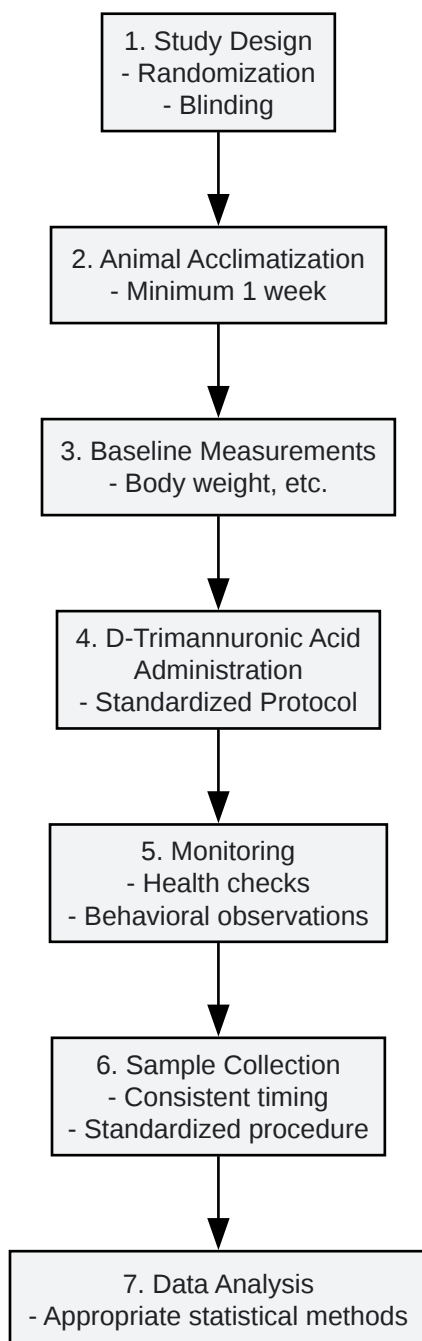 1. Study Design
- Randomization
- Blinding
2. Animal Acclimatization
- Minimum 1 week
3. Baseline Measurements
- Body weight, etc.
4. D-Trimannuronic Acid
Administration
- Standardized Protocol
5. Monitoring
- Health checks
- Behavioral observations
6. Sample Collection
- Consistent timing
- Standardized procedure
7. Data Analysis
- Appropriate statistical methods